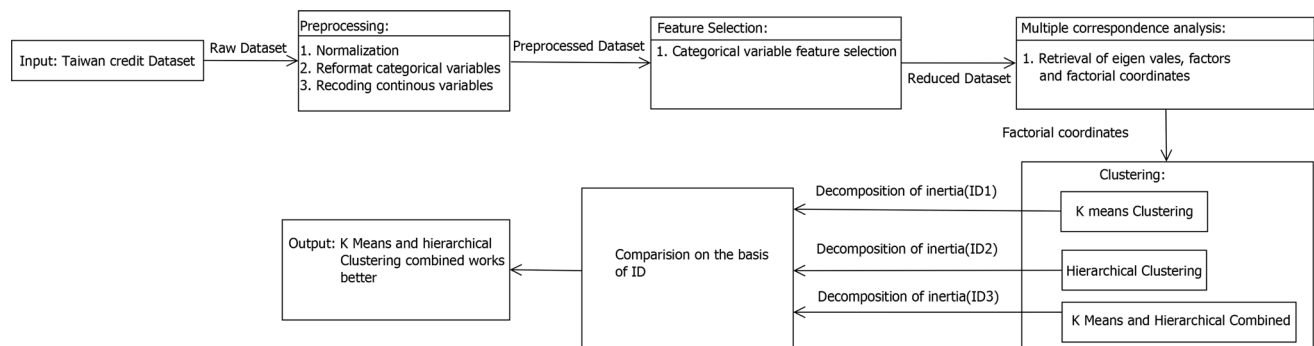 Input: Taiwan credit Dataset
Raw Dataset
Preprocessing:
1. Normalization
2. Reformat categorical variables
3. Recoding continous variables
Preprocessed Dataset
Feature Selection:
1. Categorical variable feature selection
Reduced Dataset
Multiple correspondence analysis:
1. Retrieval of eigen vales, factors
and factorial coordinates
Factorial coordinates
Clustering:
K means Clustering
Hierarchical Clustering
K Means and Hierarchical Combined
Decomposition of inertia(ID1)
Decomposition of inertia(ID2)
Decomposition of inertia(ID3)
Comparision on the basis
of ID
Output: K Means and hierarchical
Clustering combined works
better